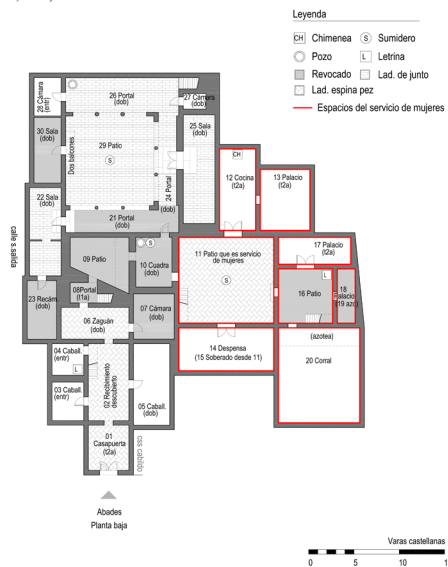 Leyenda
CH Chimenea
S Sumidero
Pozo
L Letrina
Revocado
Lad. de junto
Lad. espina pez
Espacios del servicio de mujeres
28 Cámara
(entr)
26 Portal
(dob)
27 Cámara
(dob)
30 Sala
(dob)
Dos balcones
29 Patio
S
24 Portal
(dob)
25 Sala
(dob)
CH
12 Cocina
(t2a)
13 Palacio
(t2a)
22 Sala
(dob)
21 Portal
(dob)
calle s.salida
09 Patio
S
10 Cuadra
(dob)
11 Patio que es servicio
de mujeres
S
17 Palacio
(t2a)
L
16 Patio
18
Palacio
(19 azo)
23 Recám.
(dob)
08Portal
(t1a)
07 Cámara
(dob)
06 Zaguán
(dob)
14 Despensa
(15 Soberado desde 11)
(azotea)
20 Corral
04 Caball.
(entr)
L
03 Caball.
(entr)
02 Recibimiento
descubierto
05 Caball.
(dob)
01
Casapuerta
(t2a)
css cabildo
Abades
Planta baja
Varas castellanas
0 5 10 1